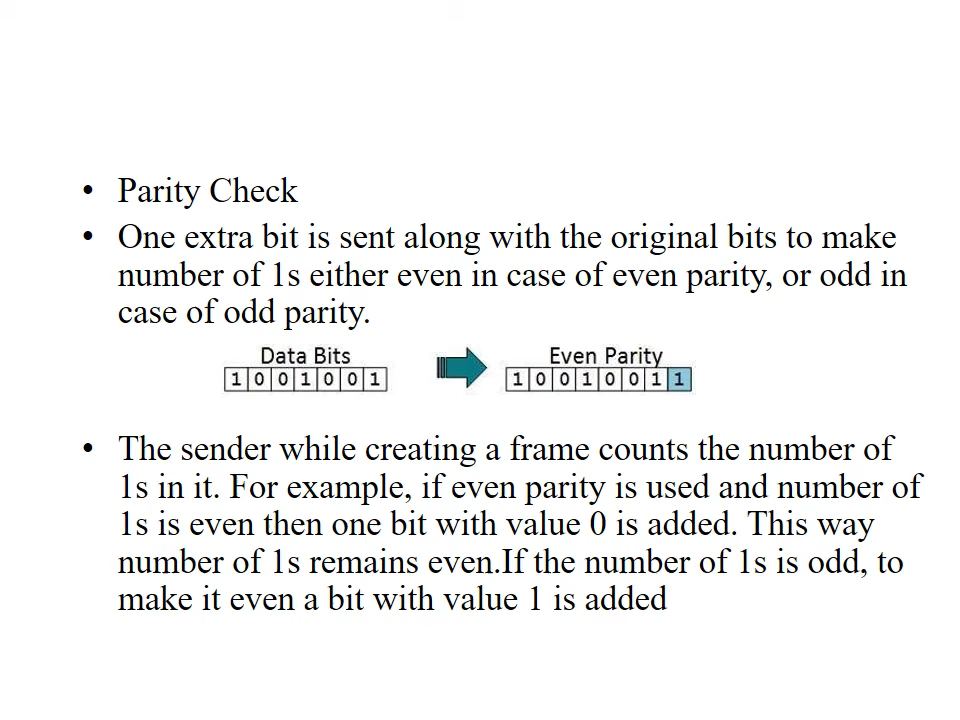 • Parity Check
• One extra bit is sent along with the original bits to make
number of 1s either even in case of even parity, or odd in
case of odd parity.
Data Bits
1 0 0 1 0 0 1
Even Parity
1 0 0 1 0 0 1 1
• The sender while creating a frame counts the number of
1s in it. For example, if even parity is used and number of
1s is even then one bit with value 0 is added. This way
number of 1s remains even.If the number of 1s is odd, to
make it even a bit with value 1 is added